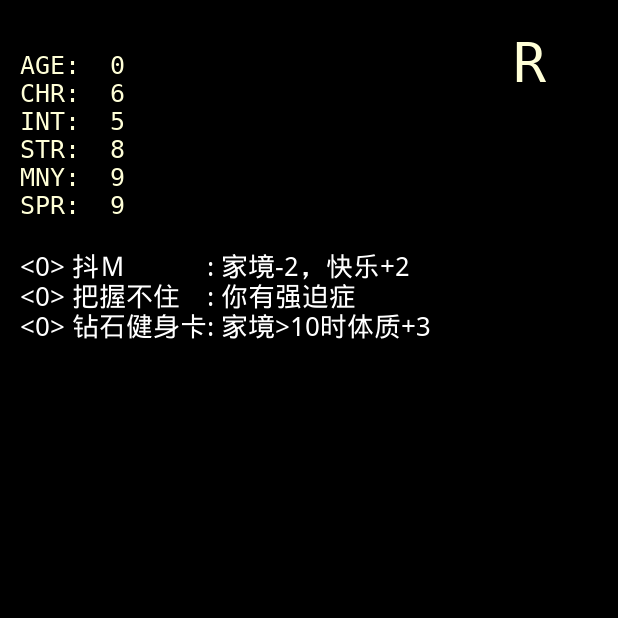 R
AGE: 0
CHR: 6
INT: 5
STR: 8
MNY: 9
SPR: 9
<0> 抖M : 家境-2，快乐+2
<0> 把握不住 : 你有强迫症
<0> 钻石健身卡: 家境>10时体质+3